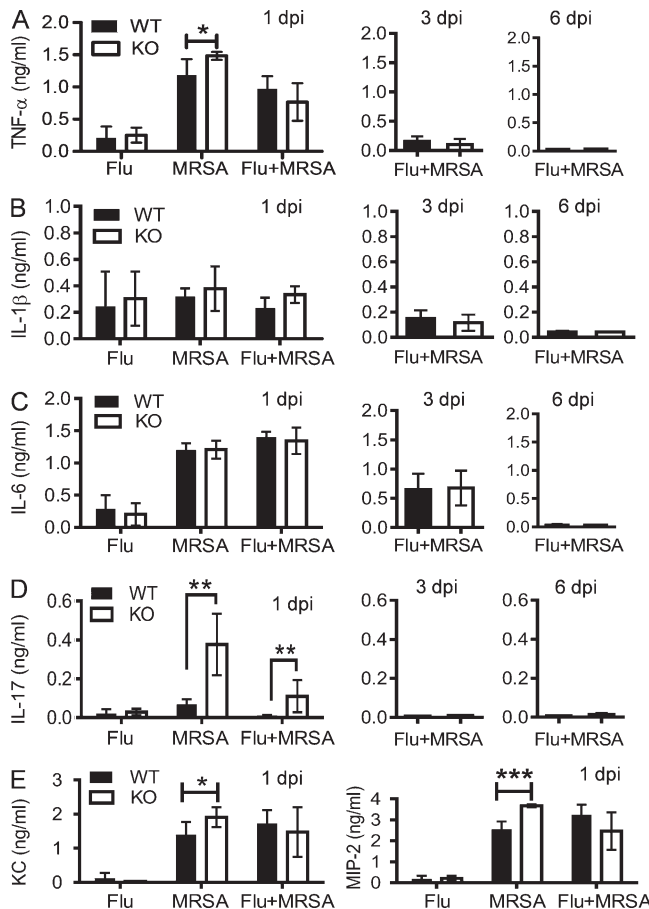 A
WT
KO
*
1 dpi
3 dpi
6 dpi
TNF-α (ng/ml)
2.0
1.5
1.0
0.5
0.0
Flu
MRSA
Flu+MRSA
2.0
1.5
1.0
0.5
0.0
Flu+MRSA
2.0
1.5
1.0
0.5
0.0
Flu+MRSA
B
WT
KO
1 dpi
3 dpi
6 dpi
IL-1β (ng/ml)
1.0
0.8
0.6
0.4
0.2
0.0
Flu
MRSA
Flu+MRSA
1.0
0.8
0.6
0.4
0.2
0.0
Flu+MRSA
1.0
0.8
0.6
0.4
0.2
0.0
Flu+MRSA
C
WT
KO
1 dpi
3 dpi
6 dpi
IL-6 (ng/ml)
2.0
1.5
1.0
0.5
0.0
Flu
MRSA
Flu+MRSA
2.0
1.5
1.0
0.5
0.0
Flu+MRSA
2.0
1.5
1.0
0.5
0.0
Flu+MRSA
D
WT
KO
**
**
1 dpi
3 dpi
6 dpi
IL-17 (ng/ml)
0.6
0.4
0.2
0.0
Flu
MRSA
Flu+MRSA
0.6
0.4
0.2
0.0
Flu+MRSA
0.6
0.4
0.2
0.0
Flu+MRSA
E
WT
KO
*
1 dpi
KC (ng/ml)
3
2
1
0
Flu
MRSA
Flu+MRSA
***
1 dpi
MIP-2 (ng/ml)
4
3
2
1
0
Flu
MRSA
Flu+MRSA